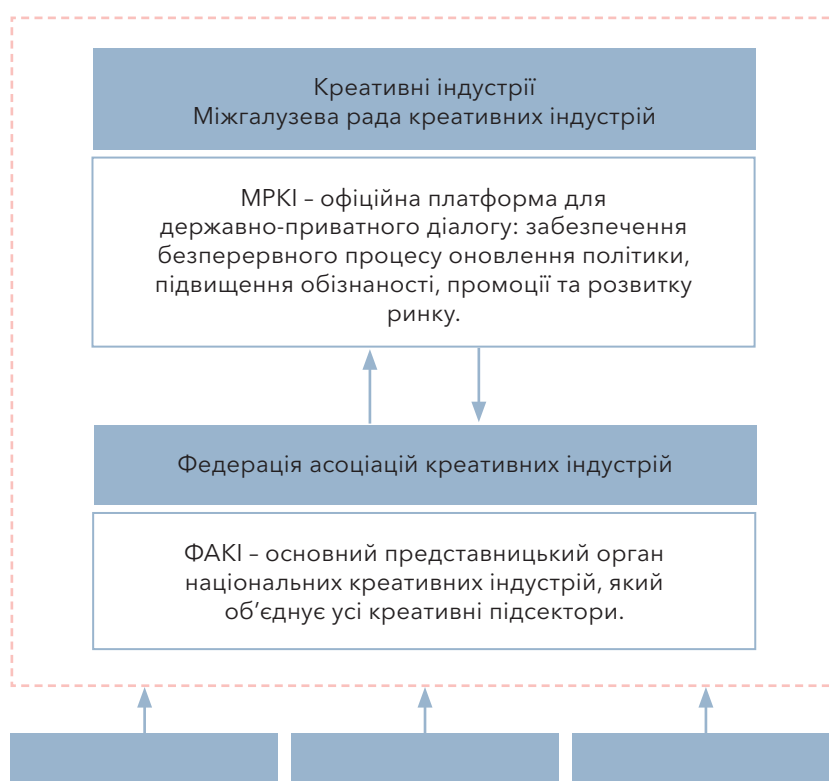 Креативні індустрії
Міжгалузева рада креативних індустрій
МРКІ – офіційна платформа для
державно-приватного діалогу: забезпечення
безперервного процесу оновлення політики,
підвищення обізнаності, промоції та розвитку
ринку.
Федерація асоціацій креативних індустрій
ФАКІ – основний представницький орган
національних креативних індустрій, який
об’єднує усі креативні підсектори.